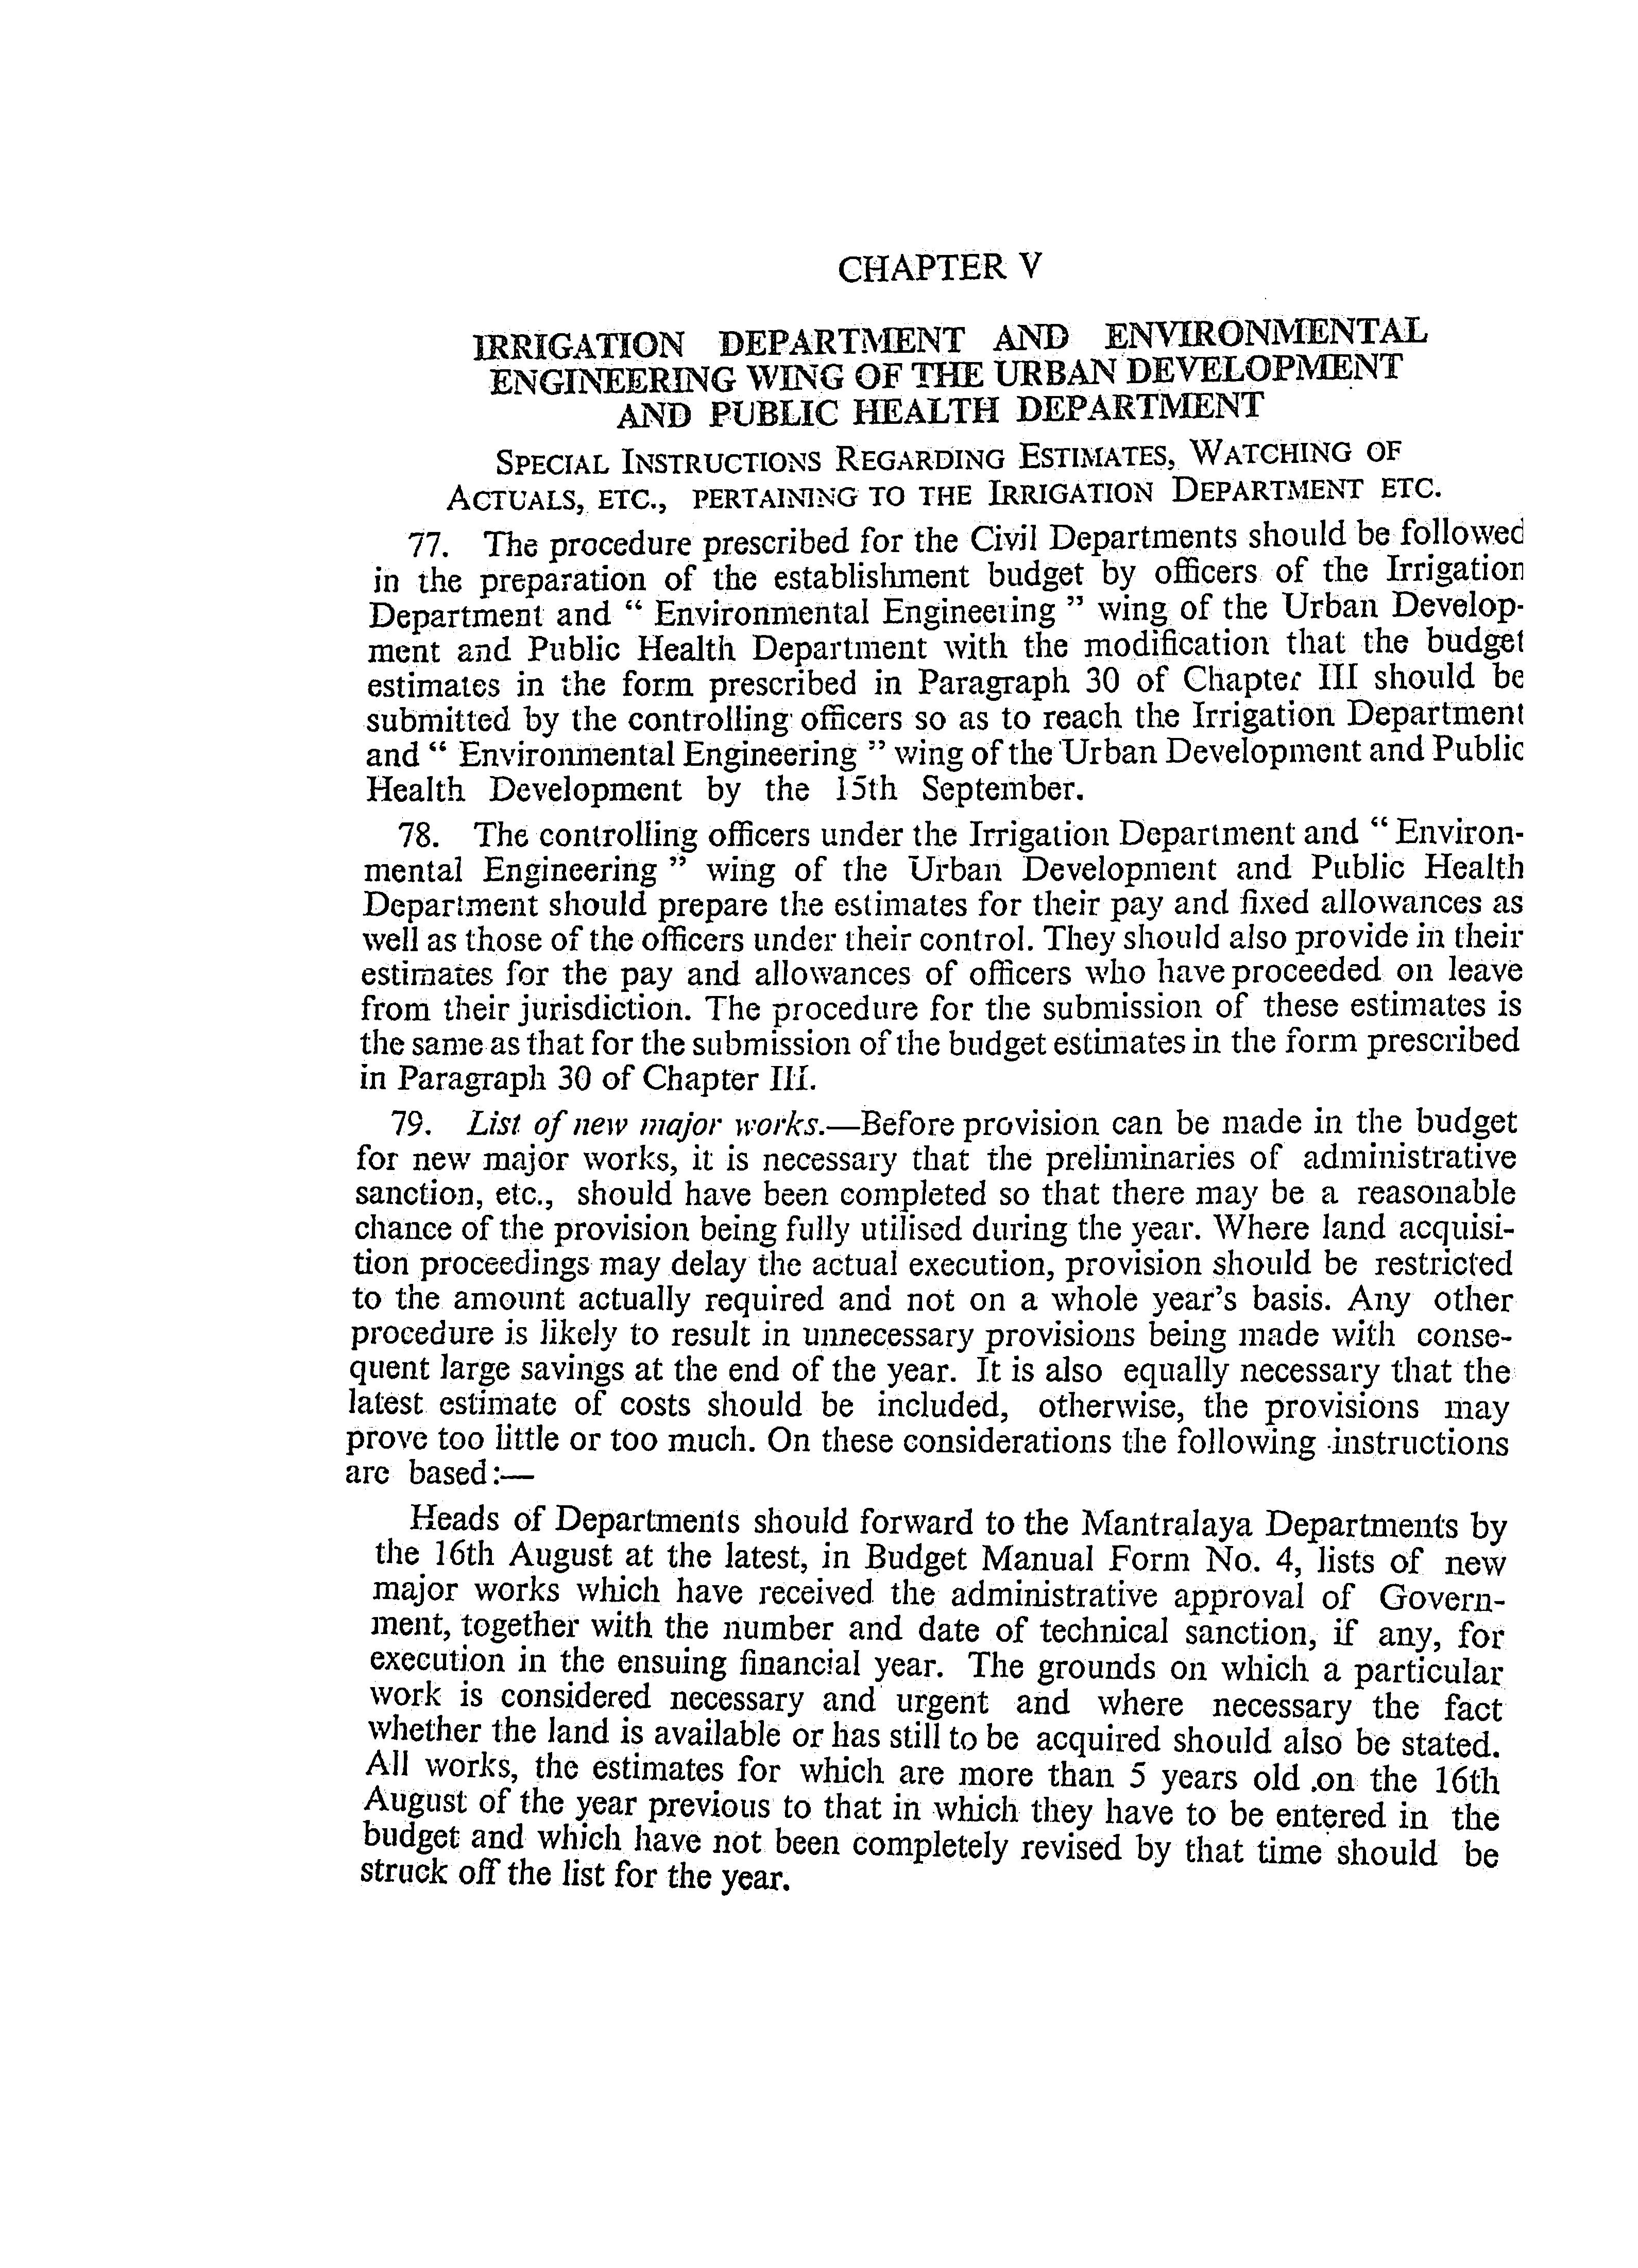 CHAPTER V
IRRIGATION DEPARTMENT AND ENVIRONMENTAL
ENGINEERING WING OF THE URBAN DEVELOPMENT
AND PUBLIC HEALTH DEPARTMENT
SPECIAL INSTRUCTIONS REGARDING ESTIMATES, WATCHING OF
ACTUALS, ETC., PERTAINING TO THE IRRIGATION DEPARTMENT ETC.
77. The procedure prescribed for the Civil Departments should be followed
in the preparation of the establishment budget by officers of the Irrigation
Department and “ Environmental Engineering ” wing of the Urban Develop-
ment and Public Health Department with the modification that the budget
estimates in the form prescribed in Paragraph 30 of Chapter III should be
submitted by the controlling officers so as to reach the Irrigation Department
and “ Environmental Engineering ” wing of the Urban Development and Public
Health Development by the 15th September.
78. The controlling officers under the Irrigation Department and “ Environ-
mental Engineering ” wing of the Urban Development and Public Health
Department should prepare the estimates for their pay and fixed allowances as
well as those of the officers under their control. They should also provide in their
estimates for the pay and allowances of officers who have proceeded on leave
from their jurisdiction. The procedure for the submission of these estimates is
the same as that for the submission of the budget estimates in the form prescribed
in Paragraph 30 of Chapter III.
79. List of new major works.—Before provision can be made in the budget
for new major works, it is necessary that the preliminaries of administrative
sanction, etc., should have been completed so that there may be a reasonable
chance of the provision being fully utilised during the year. Where land acquisi-
tion proceedings may delay the actual execution, provision should be restricted
to the amount actually required and not on a whole year's basis. Any other
procedure is likely to result in unnecessary provisions being made with conse-
quent large savings at the end of the year. It is also equally necessary that the
latest estimate of costs should be included, otherwise, the provisions may
prove too little or too much. On these considerations the following instructions
are based:—
Heads of Departments should forward to the Mantralaya Departments by
the 16th August at the latest, in Budget Manual Form No. 4, lists of new
major works which have received the administrative approval of Govern-
ment, together with the number and date of technical sanction, if any, for
execution in the ensuing financial year. The grounds on which a particular
work is considered necessary and urgent and where necessary the fact
whether the land is available or has still to be acquired should also be stated.
All works, the estimates for which are more than 5 years old on the 16th
August of the year previous to that in which they have to be entered in the
budget and which have not been completely revised by that time should be
struck off the list for the year.